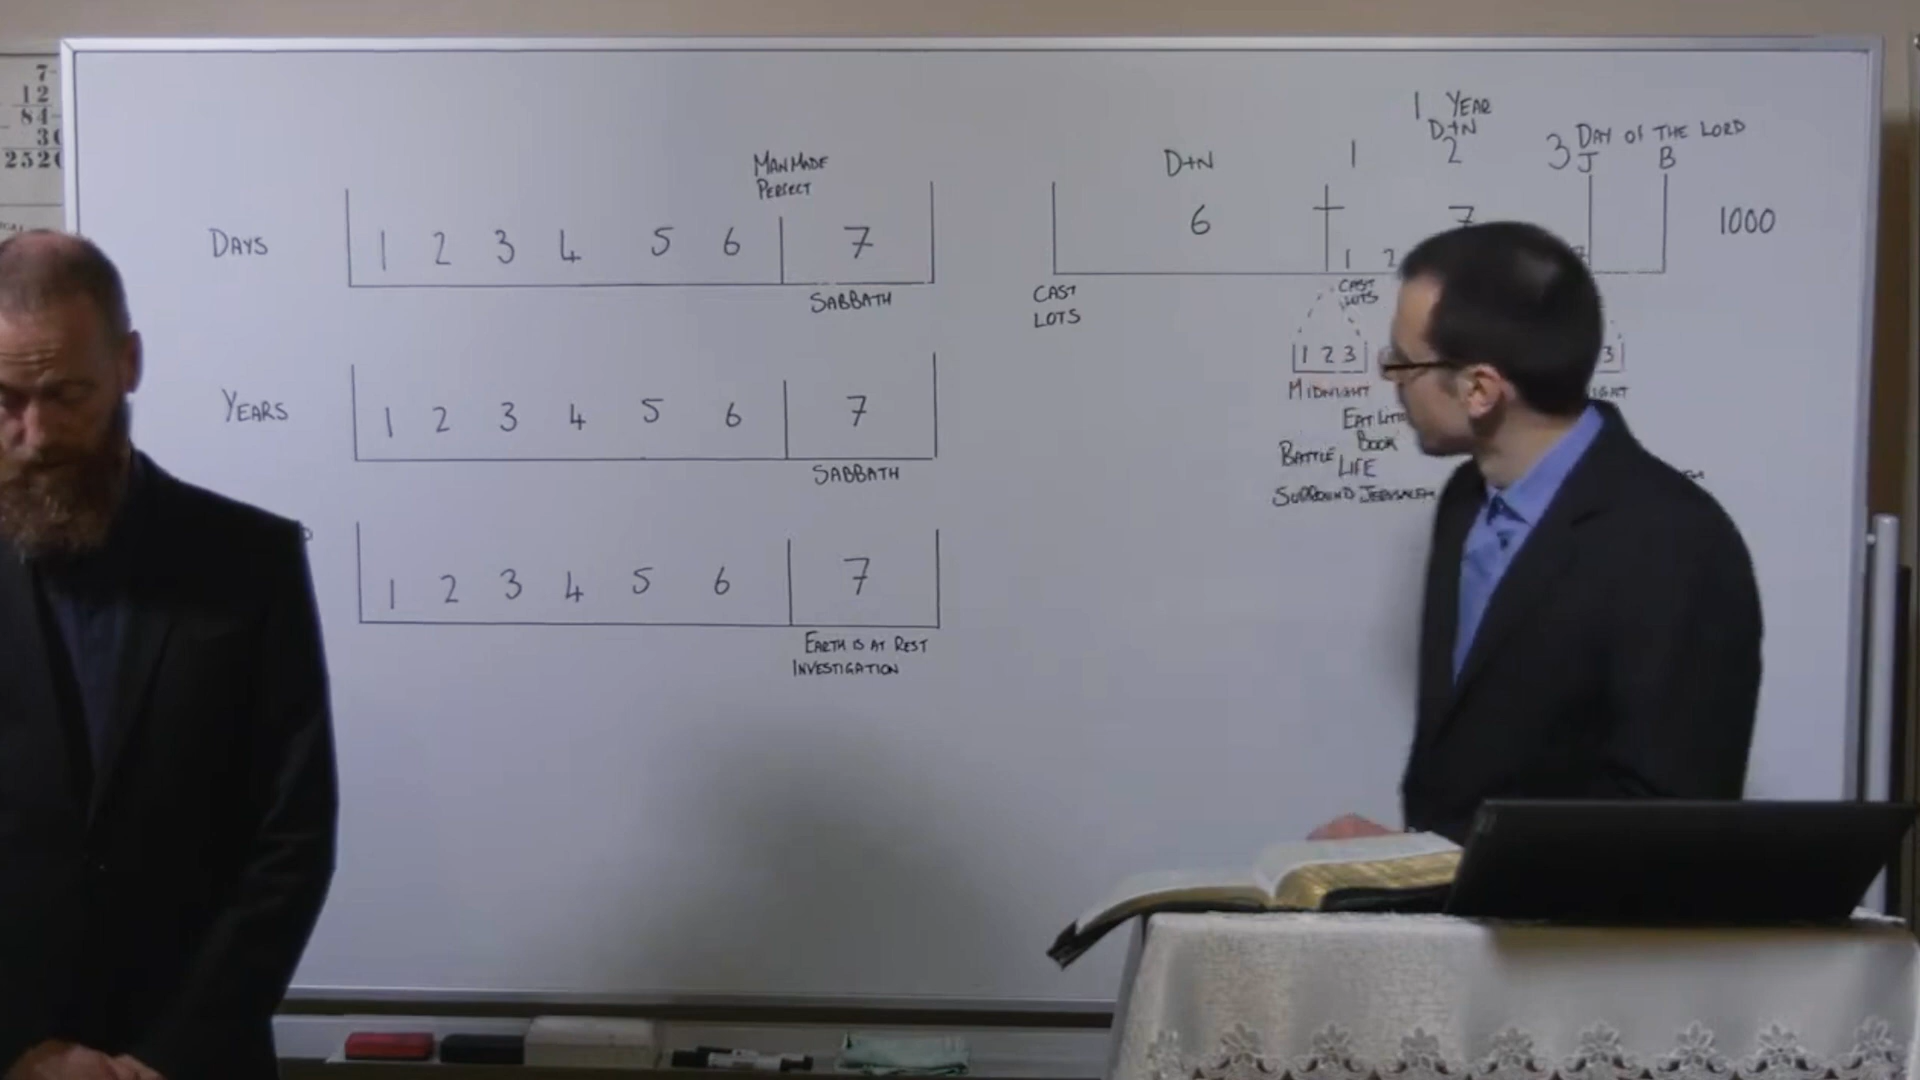 7
12
84
30
2520
DAYS
1 2 3 4 5 6 7
MAN MADE
PERFECT
SABBATH
YEARS
1 2 3 4 5 6 7
SABBATH
1 2 3 4 5 6 7
EARTH IS AT REST
INVESTIGATION
1 YEAR
D+N
D+N 1 2 3
DAY OF THE LORD
J B
6 7 1000
1 2
CAST
LOTS
CAST
LOTS
1 2 3
3
MIDNIGHT
EAT
BOOK
BATTLE
LIFE
SURROUND JERUSALEM